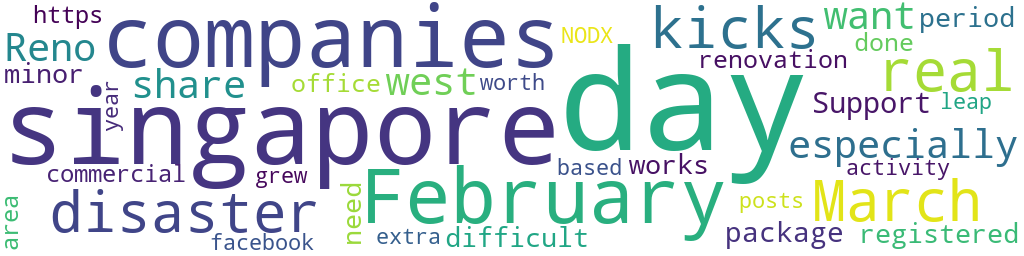 https
companies
kicks
want
period
Reno
NODX
done
minor
share
office
west
worth
renovation
real
year
singapore
day
Support
leap
especially
commercial
grew
based
works
activity
disaster
February
March
area
need
posts
facebook
extra
difficult
package
registered